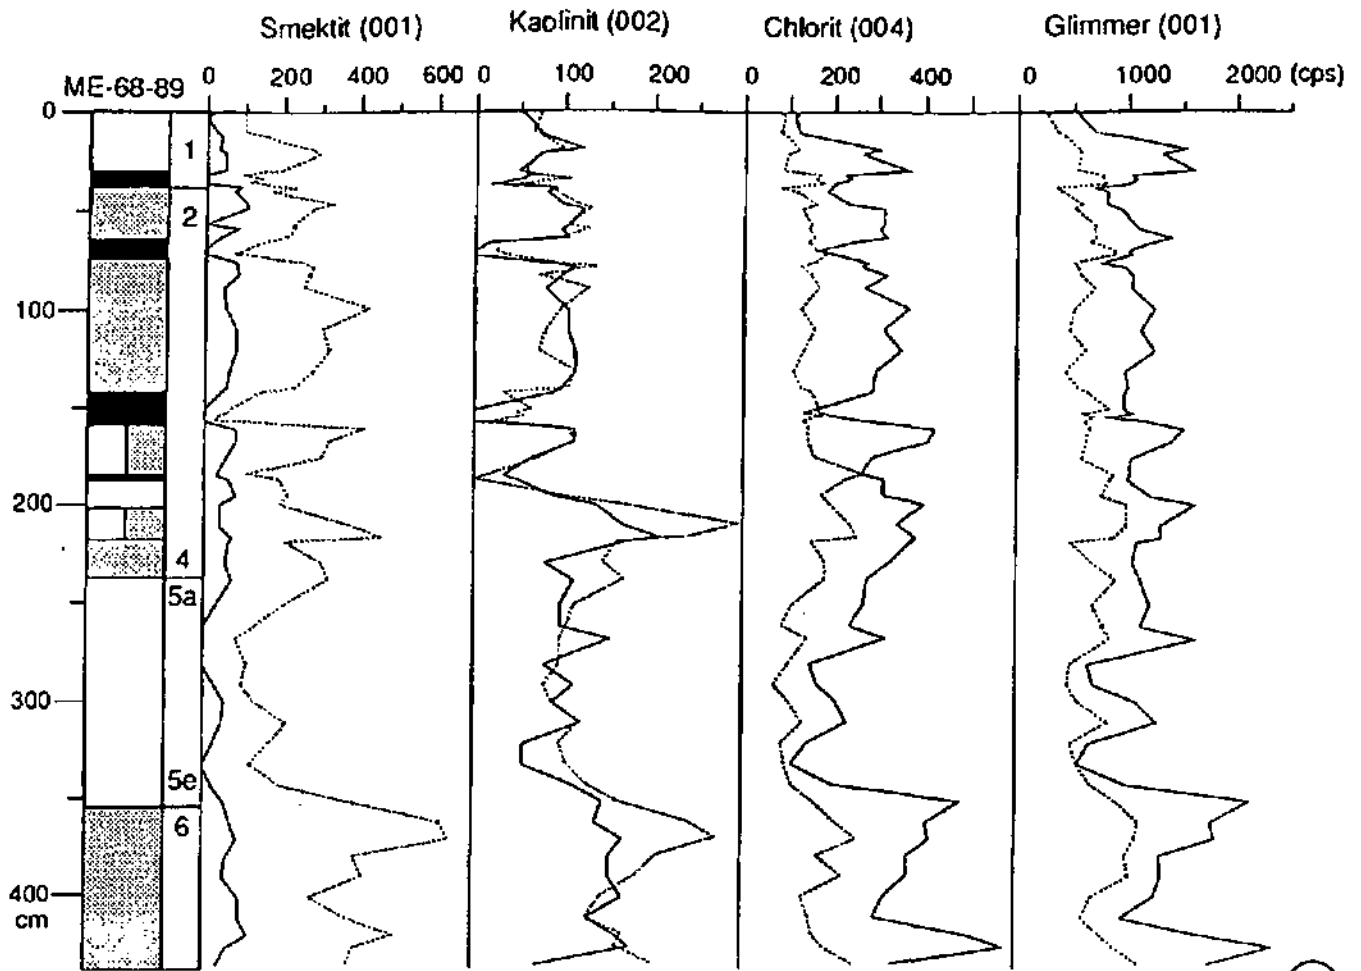 Smektit (001) Kaolinit (002) Chlorit (004) Glimmer (001)
ME-68-89 0 200 400 600 0 100 200 0 200 400 0 1000 2000 (cps)
0
1
2
100
200
4
5a
300
5e
6
400
cm